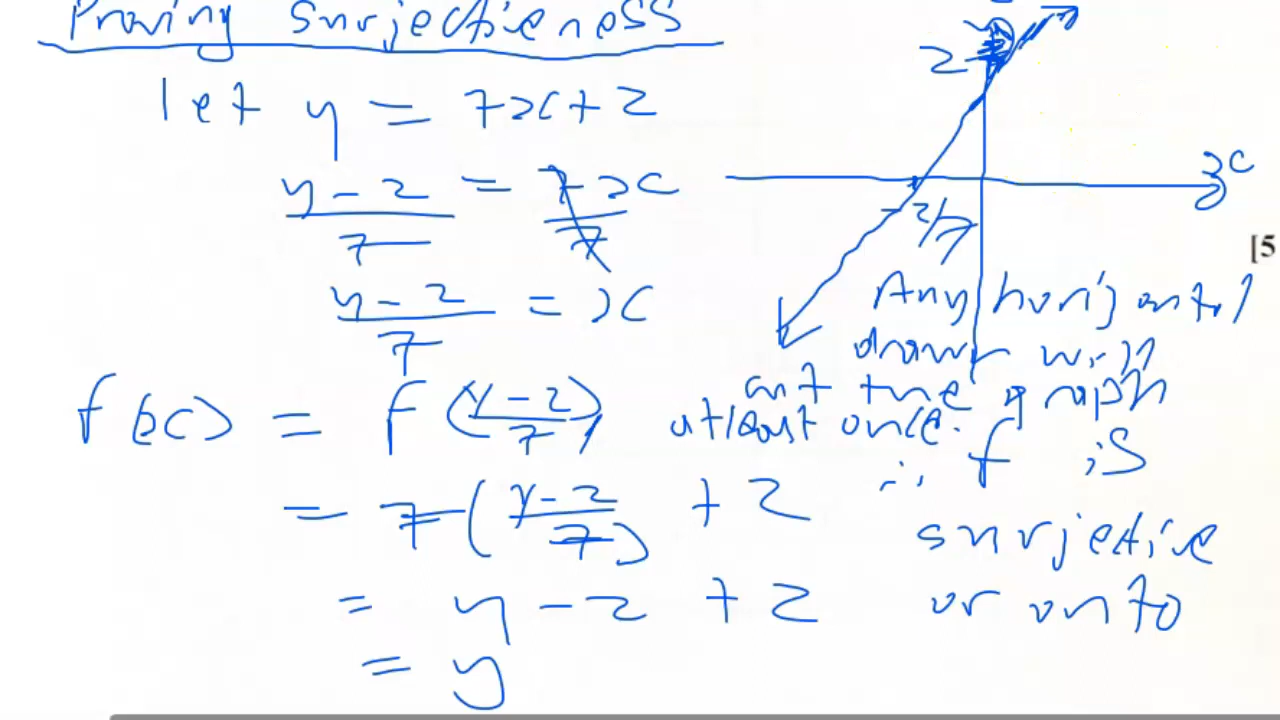 Proving Surjectiveness
let y = 7x + 2
y - 2 = 7x
7 7
y - 2 = x
7
f(x) = f(y - 2)
7
= 7(y - 2) + 2
7
= y - 2 + 2
= y
y
2
x
-2/7
[5
Any horizontal
drawn will
cut the graph
atleast once.
∴ f is
surjective
or onto